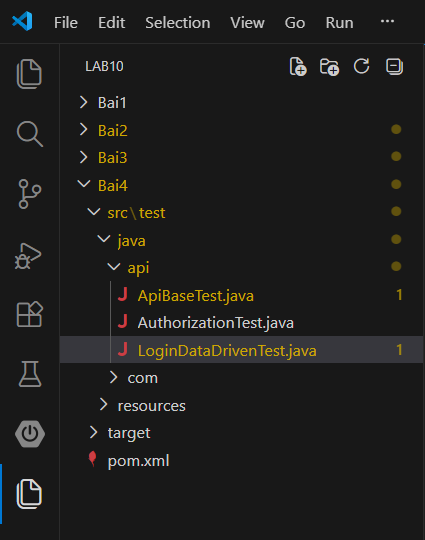 File Edit Selection View Go Run ···
LAB10
Bai1
Bai2
Bai3
Bai4
src\test
java
api
J ApiBaseTest.java 1
J AuthorizationTest.java
J LoginDataDrivenTest.java 1
com
resources
target
pom.xml